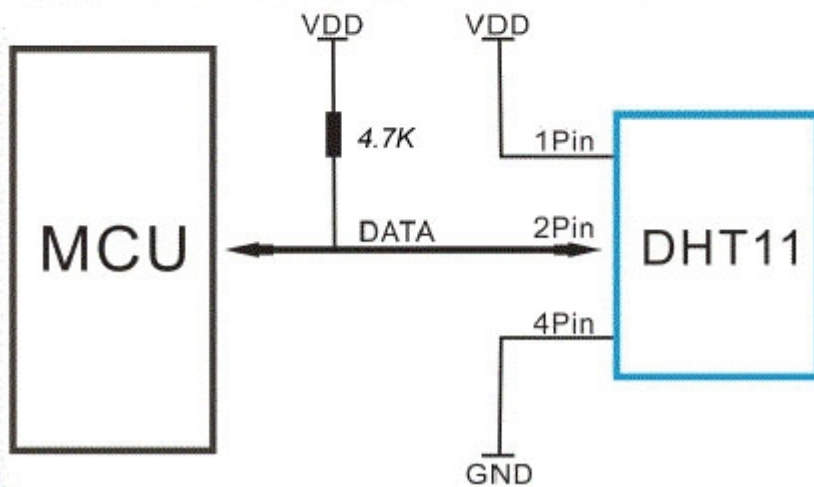 VDD
VDD
4.7K
1Pin
MCU
DATA
2Pin
DHT11
4Pin
GND